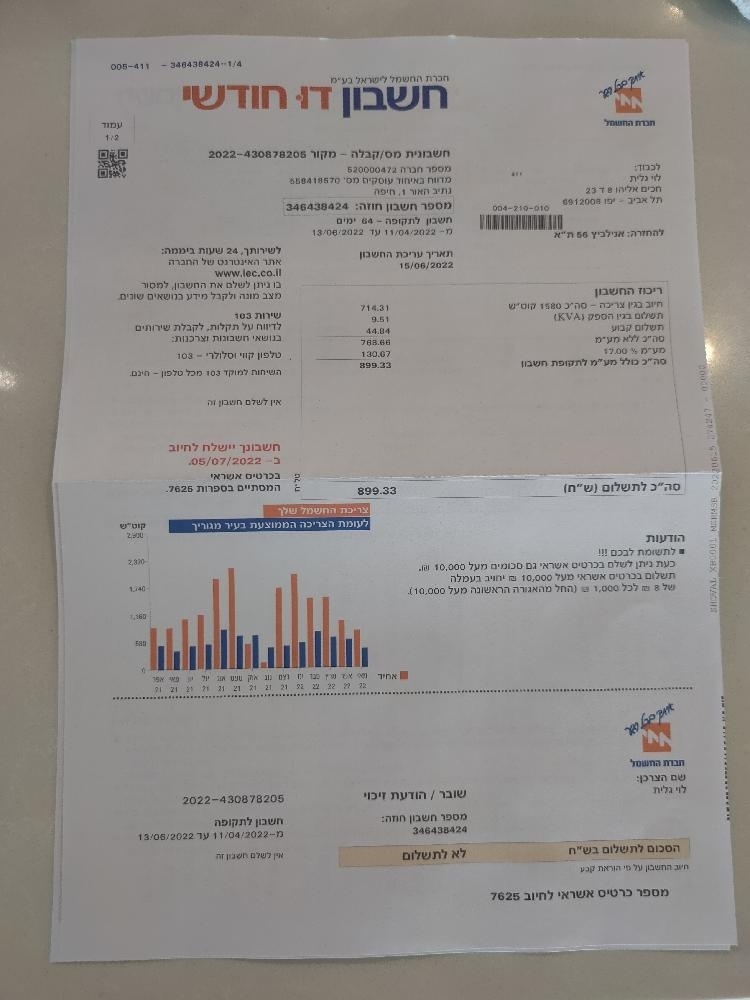 005-411 - 346438424-1/4
חברת החשמל לישראל בע"מ
חשבון דו חודשי
חברת החשמל
עמוד
1/2
חשבונית מס/קבלה - מקור 2022-430878205
מספר חברה 520000472
מדווח באיחוד עוסקים מס' 558418570
נתיב האור 1, חיפה
מספר חשבון חוזה: 346438424
חשבון לתקופה - 64 ימים
מ- 11/04/2022 עד 13/06/2022
תאריך עריכת החשבון
15/06/2022
לכבוד:
לוי גלית
חכים אליהו 8 ד 23
תל אביב - יפו 6912008
411
004-210-010
להחזרה: אנילביץ 56 ת"א
לשירותך, 24 שעות ביממה:
אתר האינטרנט של החברה
www.iec.co.il
בו ניתן לשלם את החשבון, למסור
מצב מונה ולקבל מידע בנושאים שונים.
שירות 103
לדיווח על תקלות, לקבלת שירותים
בנושאי חשבונות וצרכנות:
טלפון קווי וסלולרי - 103
השיחות למוקד 103 מכל טלפון - חינם.
אין לשלם חשבון זה
ריכוז החשבון
חיוב בגין צריכה - סה"כ 1580 קוט"ש 714.31
תשלום בגין הספק (KVA) 9.51
תשלום קבוע 44.84
סה"כ ללא מע"מ 768.66
מע"מ % 17.00 130.67
סה"כ כולל מע"מ לתקופת חשבון 899.33
חשבונך יישלח לחיוב
ב- 05/07/2022.
בכרטיס אשראי
המסתיים בספרות 7625.
סה"כ לתשלום (ש"ח) 899.33
צריכת החשמל שלך
לעומת הצריכה הממוצעת בעיר מגוריך
קוט"ש
2,900
2,320
1,740
1,160
580
0
אפר 21
מאי 21
יונ 21
יול 21
אוג 21
ספט 21
אוק 21
נוב 21
דצמ 21
ינו 22
פבר 22
מרץ 22
אפר 22
מאי 22
אחיד
הודעות
לתשומת לבכם !!!
כעת ניתן לשלם בכרטיס אשראי גם סכומים מעל 10,000 ₪.
תשלום בכרטיס אשראי מעל 10,000 ₪ יחויב בעמלה
של 8 ₪ לכל 1,000 ₪ (החל מהאגורה הראשונה מעל 10,000).
חברת החשמל
שם הצרכן:
לוי גלית
שובר / הודעת זיכוי
מספר חשבון חוזה:
346438424
2022-430878205
חשבון לתקופה
מ-11/04/2022 עד 13/06/2022
אין לשלם חשבון זה
הסכום לתשלום בש"ח לא לתשלום
חיוב החשבון על פי הוראת קבע
מספר כרטיס אשראי לחיוב 7625